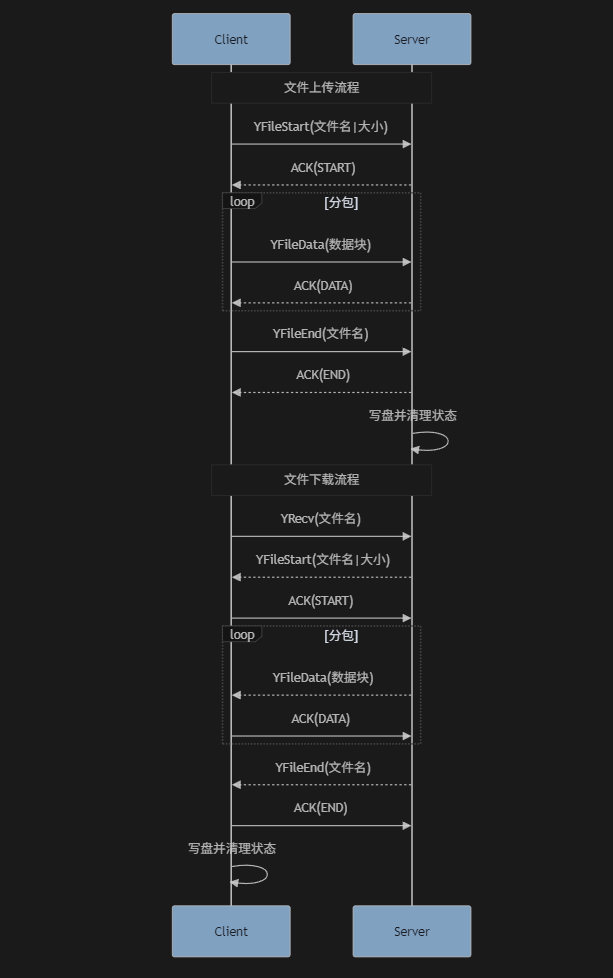 Client Server
文件上传流程
YFileStart(文件名|大小)
ACK(START)
loop [分包]
YFileData(数据块)
ACK(DATA)
YFileEnd(文件名)
ACK(END)
写盘并清理状态
文件下载流程
YRecv(文件名)
YFileStart(文件名|大小)
ACK(START)
loop [分包]
YFileData(数据块)
ACK(DATA)
YFileEnd(文件名)
ACK(END)
写盘并清理状态
Client Server